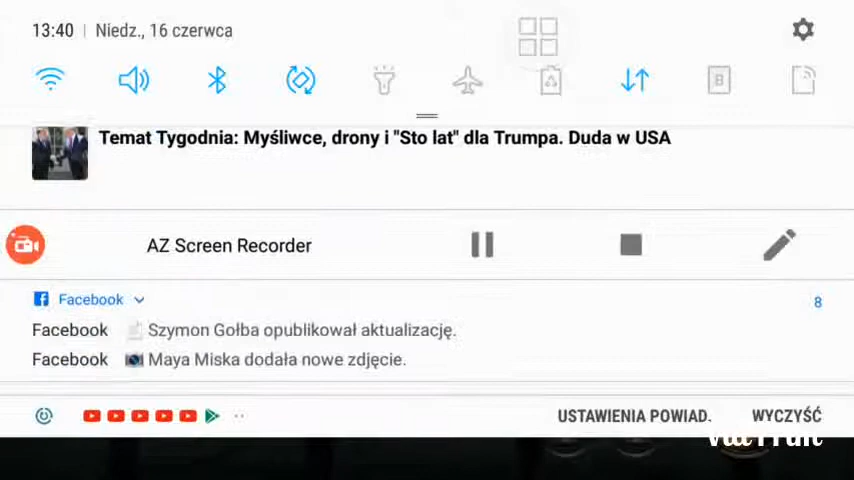 13:40 | Niedz., 16 czerwca
B
Temat Tygodnia: Myśliwce, drony i "Sto lat" dla Trumpa. Duda w USA
AZ Screen Recorder
Facebook 8
Facebook Szymon Gołba opublikował aktualizację.
Facebook Maya Miska dodała nowe zdjęcie.
USTAWIENIA POWIAD. WYCZYŚĆ